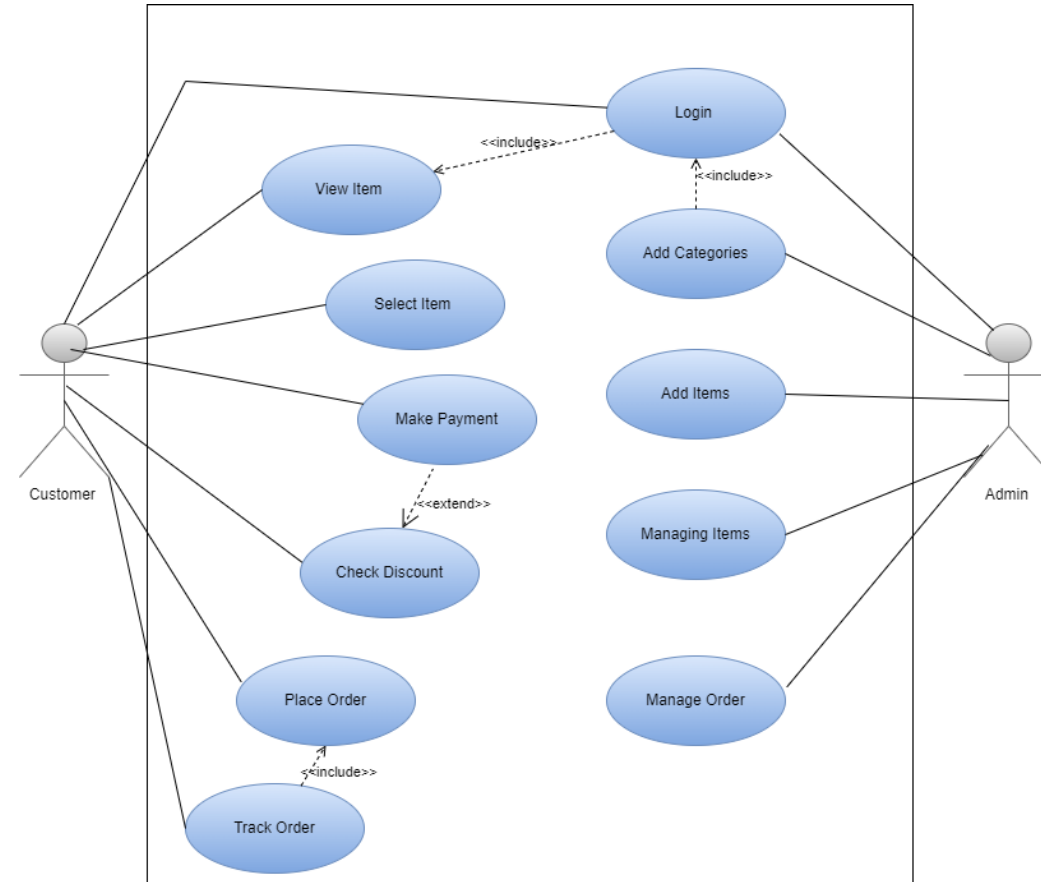 Login
<<include>>
View Item
<<include>>
Add Categories
Select Item
Add Items
Make Payment
Customer
Admin
<<extend>>
Managing Items
Check Discount
Place Order
Manage Order
<<include>>
Track Order